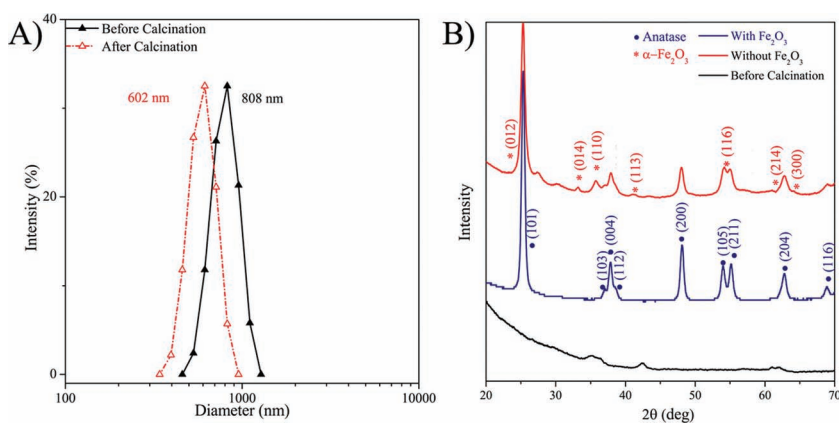 A)
Before Calcination
After Calcination
602 nm
808 nm
Intensity (%)
0
20
40
100
1000
10000
Diameter (nm)
B)
Anatase
* α-Fe₂O₃
With Fe₂O₃
Without Fe₂O₃
Before Calcination
* (012)
* (014)
* (110)
* (113)
* (116)
* (214)
* (300)
(101)
(103)
(004)
(112)
(200)
(105)
(211)
(204)
(116)
Intensity
20
30
40
50
60
70
2θ (deg)